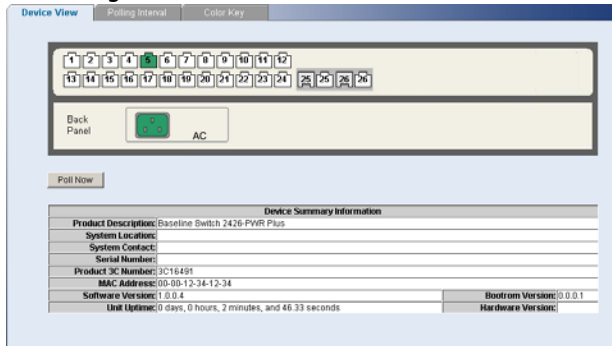 Device View Polling Interval Color Key
1 2 3 4 5 6 7 8 9 10 11 12
13 14 15 16 17 18 19 20 21 22 23 24 25 25 26 26
Back
Panel
AC
Poll Now
Device Summary Information
Product Description: Baseline Switch 2426-PWR Plus
System Location:
System Contact:
Serial Number:
Product 3C Number: 3C16491
MAC Address: 00-00-12-34-12-34
Software Version: 1.0.0.4 Bootrom Version: 0.0.0.1
Unit Uptime: 0 days, 0 hours, 2 minutes, and 46.33 seconds Hardware Version: